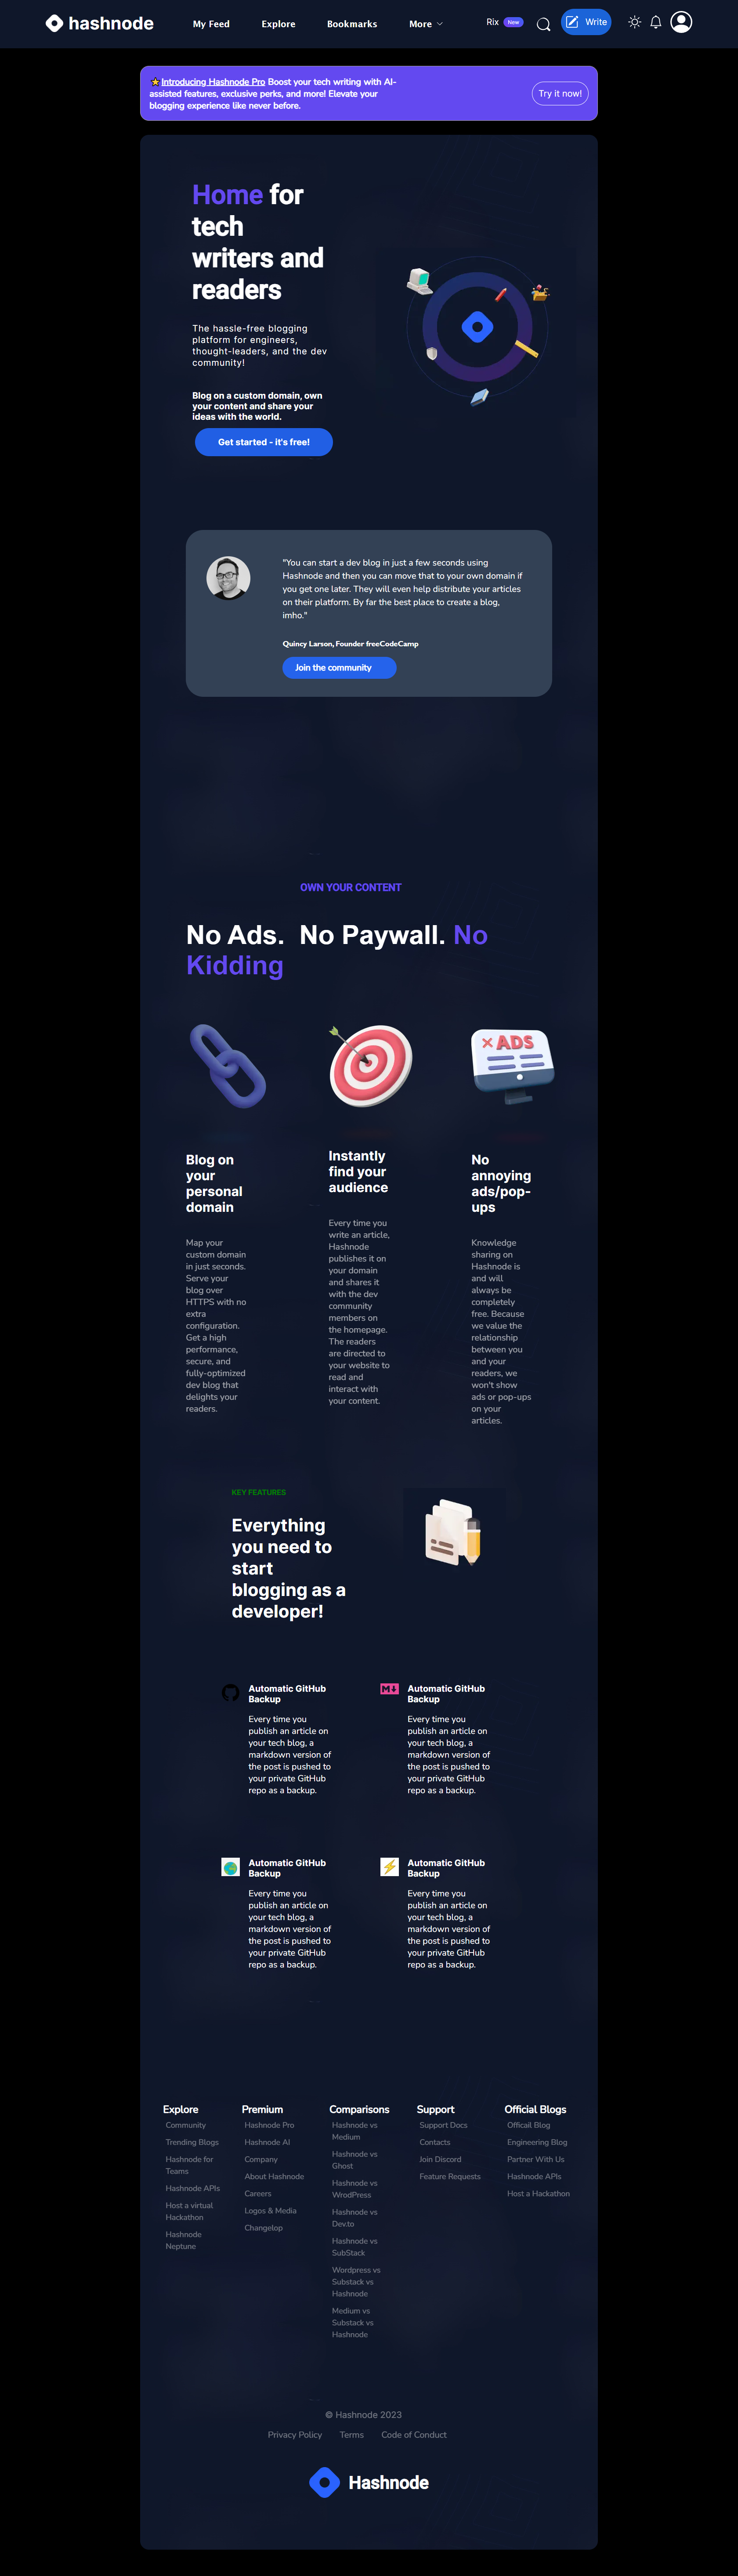 hashnode
My Feed
Explore
Bookmarks
More
Rix New
Write
⭐Introducing Hashnode Pro Boost your tech writing with AI-
assisted features, exclusive perks, and more! Elevate your
blogging experience like never before.
Try it now!
Home for
tech
writers and
readers
The hassle-free blogging
platform for engineers,
thought-leaders, and the dev
community!
Blog on a custom domain, own
your content and share your
ideas with the world.
Get started - it's free!
"You can start a dev blog in just a few seconds using
Hashnode and then you can move that to your own domain if
you get one later. They will even help distribute your articles
on their platform. By far the best place to create a blog,
imho."
Quincy Larson, Founder freeCodeCamp
Join the community
OWN YOUR CONTENT
No Ads. No Paywall. No
Kidding
ADS
Blog on
your
personal
domain
Map your
custom domain
in just seconds.
Serve your
blog over
HTTPS with no
extra
configuration.
Get a high
performance,
secure, and
fully-optimized
dev blog that
delights your
readers.
Instantly
find your
audience
Every time you
write an article,
Hashnode
publishes it on
your domain
and shares it
with the dev
community
members on
the homepage.
The readers
are directed to
your website to
read and
interact with
your content.
No
annoying
ads/pop-
ups
Knowledge
sharing on
Hashnode is
and will
always be
completely
free. Because
we value the
relationship
between you
and your
readers, we
won't show
ads or pop-ups
on your
articles.
KEY FEATURES
Everything
you need to
start
blogging as a
developer!
Automatic GitHub
Backup
Every time you
publish an article on
your tech blog, a
markdown version of
the post is pushed to
your private GitHub
repo as a backup.
Automatic GitHub
Backup
Every time you
publish an article on
your tech blog, a
markdown version of
the post is pushed to
your private GitHub
repo as a backup.
Automatic GitHub
Backup
Every time you
publish an article on
your tech blog, a
markdown version of
the post is pushed to
your private GitHub
repo as a backup.
Automatic GitHub
Backup
Every time you
publish an article on
your tech blog, a
markdown version of
the post is pushed to
your private GitHub
repo as a backup.
Explore
Community
Trending Blogs
Hashnode for
Teams
Hashnode APIs
Host a virtual
Hackathon
Hashnode
Neptune
Premium
Hashnode Pro
Hashnode AI
Company
About Hashnode
Careers
Logos & Media
Changelop
Comparisons
Hashnode vs
Medium
Hashnode vs
Ghost
Hashnode vs
WrodPress
Hashnode vs
Dev.to
Hashnode vs
SubStack
Wordpress vs
Substack vs
Hashnode
Medium vs
Substack vs
Hashnode
Support
Support Docs
Contacts
Join Discord
Feature Requests
Official Blogs
Officail Blog
Engineering Blog
Partner With Us
Hashnode APIs
Host a Hackathon
© Hashnode 2023
Privacy Policy
Terms
Code of Conduct
Hashnode